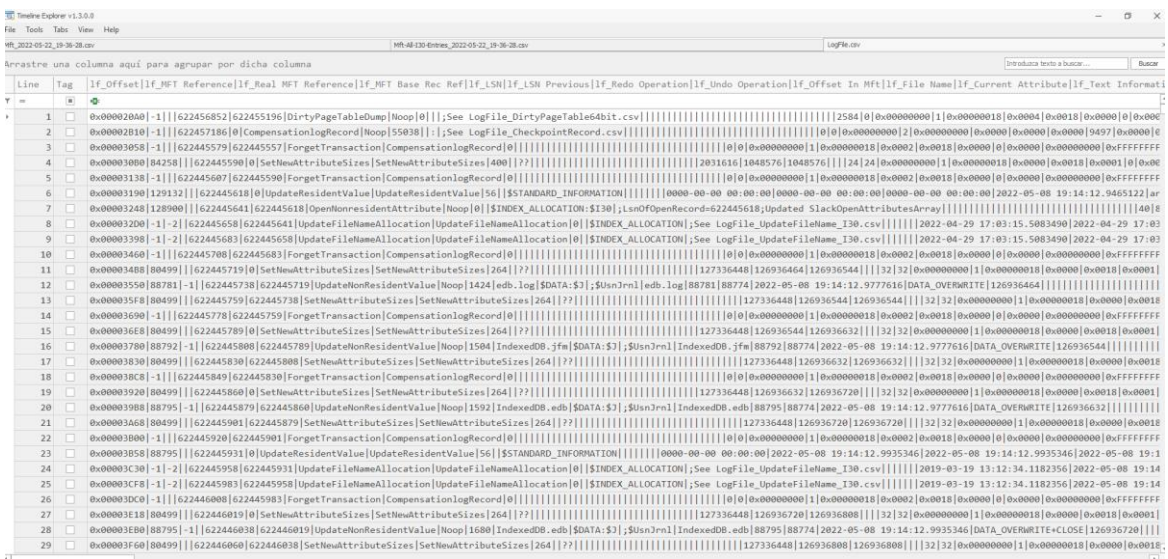 Timeline Explorer v1.3.0.0
File Tools Tabs View Help
Mft_2022-05-22_19-36-28.csv Mft-All-I30-Entries_2022-05-22_19-36-28.csv LogFile.csv
Arrastre una columna aquí para agrupar por dicha columna Introduzca texto a buscar... Buscar
Line Tag lf_Offset|lf_MFT Reference|lf_Real MFT Reference|lf_MFT Base Rec Ref|lf_LSN|lf_LSN Previous|lf_Redo Operation|lf_Undo Operation|lf_Offset In Mft|lf_File Name|lf_Current Attribute|lf_Text Informati
=
1 0x000020A0|-1|||622456852|622455196|DirtyPageTableDump|Noop|0|||;See LogFile_DirtyPageTable64bit.csv 2584|0|0x00000000|1|0x00000018|0x0004|0x0018|0x0000|0|0x000
2 0x00002B10|-1|||622457186|0|CompensationlogRecord|Noop|55038||:|;See LogFile_CheckpointRecord.csv 0|0|0x00000000|2|0x00000000|0x0000|0x0000|0x0000|9497|0x0000|0
3 0x00003058|-1|||622445579|622445557|ForgetTransaction|CompensationlogRecord|0 0|0|0x00000000|1|0x00000018|0x0002|0x0018|0x0000|0|0x0000|0x0000|0xFFFFFFF
4 0x000030B0|84258|||622445590|0|SetNewAttributeSizes|SetNewAttributeSizes|400||?? 2031616|1048576|1048576||||24|24|0x00000000|1|0x00000018|0x0000|0x0018|0x0001|0|0x00
5 0x00003138|-1|||622445607|622445590|ForgetTransaction|CompensationlogRecord|0 0|0|0x00000000|1|0x00000018|0x0002|0x0018|0x0000|0|0x0000|0x0000|0xFFFFFFF
6 0x00003190|129132|||622445618|0|UpdateResidentValue|UpdateResidentValue|56||$STANDARD_INFORMATION|||||||0000-00-00 00:00:00|0000-00-00 00:00:00|0000-00-00 00:00:00|2022-05-08 19:14:12.9465122|ar
7 0x00003248|128900|||622445641|622445618|OpenNonresidentAttribute|Noop|0||$INDEX_ALLOCATION:$I30|;LsnOfOpenRecord=622445618;Updated SlackOpenAttributesArray 40|8
8 0x000032D0|-1|-2||622445658|622445641|UpdateFileNameAllocation|UpdateFileNameAllocation|0||$INDEX_ALLOCATION|;See LogFile_UpdateFileName_I30.csv|||||||2022-04-29 17:03:15.5083490|2022-04-29 17:03
9 0x00003398|-1|-2||622445683|622445658|UpdateFileNameAllocation|UpdateFileNameAllocation|0||$INDEX_ALLOCATION|;See LogFile_UpdateFileName_I30.csv|||||||2022-04-29 17:03:15.5083490|2022-04-29 17:03
10 0x00003460|-1|||622445708|622445683|ForgetTransaction|CompensationlogRecord|0 0|0|0x00000000|1|0x00000018|0x0002|0x0018|0x0000|0|0x0000|0x0000|0xFFFFFFF
11 0x000034B8|80499|||622445719|0|SetNewAttributeSizes|SetNewAttributeSizes|264||?? 127336448|126936464|126936544||||32|32|0x00000000|1|0x00000018|0x0000|0x0018|0x0001|
12 0x00003550|88781|-1||622445738|622445719|UpdateNonResidentValue|Noop|1424|edb.log|$DATA:$J|;$UsnJrnl|edb.log|88781|88774|2022-05-08 19:14:12.9777616|DATA_OVERWRITE|126936464
13 0x000035F8|80499|||622445759|622445738|SetNewAttributeSizes|SetNewAttributeSizes|264||?? 127336448|126936544|126936544||||32|32|0x00000000|1|0x00000018|0x0000|0x0018
14 0x00003690|-1|||622445778|622445759|ForgetTransaction|CompensationlogRecord|0 0|0|0x00000000|1|0x00000018|0x0002|0x0018|0x0000|0|0x0000|0x0000|0xFFFFFFF
15 0x000036E8|80499|||622445789|0|SetNewAttributeSizes|SetNewAttributeSizes|264||?? 127336448|126936544|126936632||||32|32|0x00000000|1|0x00000018|0x0000|0x0018|0x0001|
16 0x00003780|88792|-1||622445808|622445789|UpdateNonResidentValue|Noop|1504|IndexedDB.jfm|$DATA:$J|;$UsnJrnl|IndexedDB.jfm|88792|88774|2022-05-08 19:14:12.9777616|DATA_OVERWRITE|126936544
17 0x00003830|80499|||622445830|622445808|SetNewAttributeSizes|SetNewAttributeSizes|264||?? 127336448|126936632|126936632||||32|32|0x00000000|1|0x00000018|0x0000|0x0018
18 0x000038C8|-1|||622445849|622445830|ForgetTransaction|CompensationlogRecord|0 0|0|0x00000000|1|0x00000018|0x0002|0x0018|0x0000|0|0x0000|0x0000|0xFFFFFFF
19 0x00003920|80499|||622445860|0|SetNewAttributeSizes|SetNewAttributeSizes|264||?? 127336448|126936632|126936720||||32|32|0x00000000|1|0x00000018|0x0000|0x0018|0x0001|
20 0x000039B8|88795|-1||622445879|622445860|UpdateNonResidentValue|Noop|1592|IndexedDB.edb|$DATA:$J|;$UsnJrnl|IndexedDB.edb|88795|88774|2022-05-08 19:14:12.9777616|DATA_OVERWRITE|126936632
21 0x00003A68|80499|||622445901|622445879|SetNewAttributeSizes|SetNewAttributeSizes|264||?? 127336448|126936720|126936720||||32|32|0x00000000|1|0x00000018|0x0000|0x0018
22 0x00003B00|-1|||622445920|622445901|ForgetTransaction|CompensationlogRecord|0 0|0|0x00000000|1|0x00000018|0x0002|0x0018|0x0000|0|0x0000|0x0000|0xFFFFFFF
23 0x00003B58|88795|||622445931|0|UpdateResidentValue|UpdateResidentValue|56||$STANDARD_INFORMATION|||||||0000-00-00 00:00:00|2022-05-08 19:14:12.9935346|2022-05-08 19:14:12.9935346|2022-05-08 19:1
24 0x00003C30|-1|-2||622445958|622445931|UpdateFileNameAllocation|UpdateFileNameAllocation|0||$INDEX_ALLOCATION|;See LogFile_UpdateFileName_I30.csv|||||||2019-03-19 13:12:34.1182356|2022-05-08 19:14
25 0x00003CF8|-1|-2||622445983|622445958|UpdateFileNameAllocation|UpdateFileNameAllocation|0||$INDEX_ALLOCATION|;See LogFile_UpdateFileName_I30.csv|||||||2019-03-19 13:12:34.1182356|2022-05-08 19:14
26 0x00003DC0|-1|||622446008|622445983|ForgetTransaction|CompensationlogRecord|0 0|0|0x00000000|1|0x00000018|0x0002|0x0018|0x0000|0|0x0000|0x0000|0xFFFFFFF
27 0x00003E18|80499|||622446019|0|SetNewAttributeSizes|SetNewAttributeSizes|264||?? 127336448|126936720|126936808||||32|32|0x00000000|1|0x00000018|0x0000|0x0018|0x0001|
28 0x00003EB0|88795|-1||622446038|622446019|UpdateNonResidentValue|Noop|1680|IndexedDB.edb|$DATA:$J|;$UsnJrnl|IndexedDB.edb|88795|88774|2022-05-08 19:14:12.9935346|DATA_OVERWRITE+CLOSE|126936720
29 0x00003F60|80499|||622446060|622446038|SetNewAttributeSizes|SetNewAttributeSizes|264||?? 127336448|126936808|126936808||||32|32|0x00000000|1|0x00000018|0x0000|0x0018